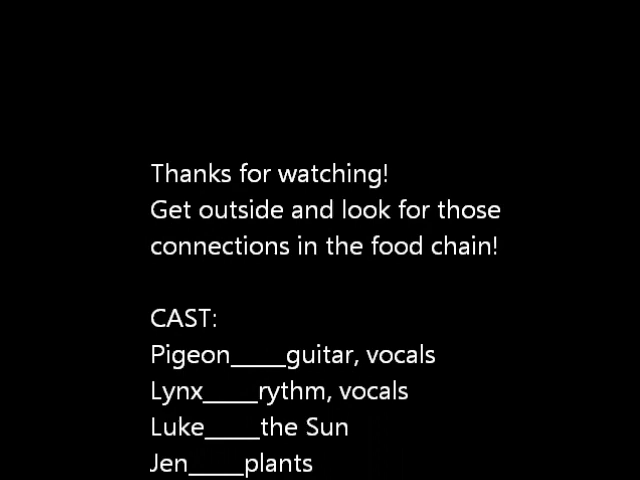 Thanks for watching!
Get outside and look for those
connections in the food chain!
CAST:
Pigeon_____guitar, vocals
Lynx_____rythm, vocals
Luke_____the Sun
Jen_____plants